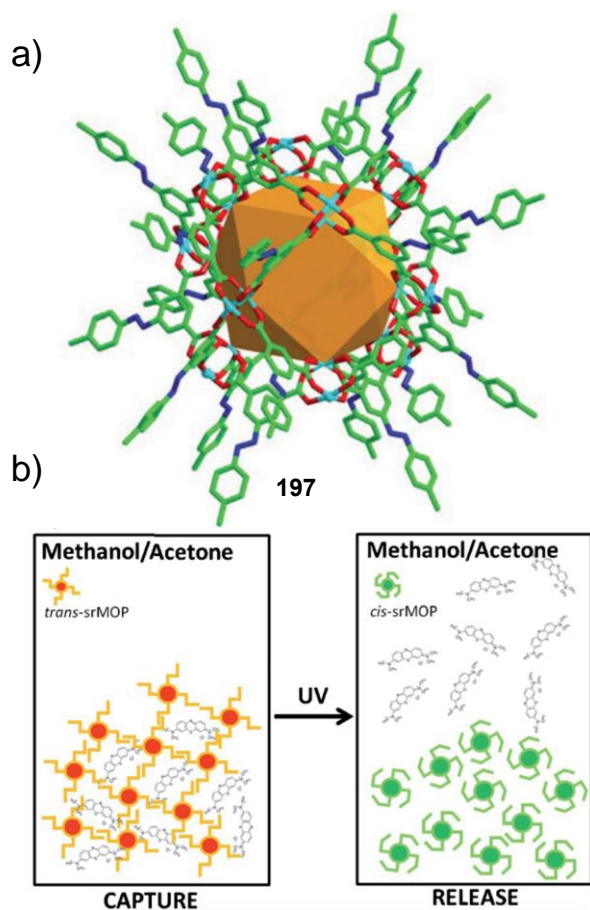 a)
197
b)
Methanol/Acetone
trans-srMOP
CAPTURE
UV
Methanol/Acetone
cis-srMOP
RELEASE